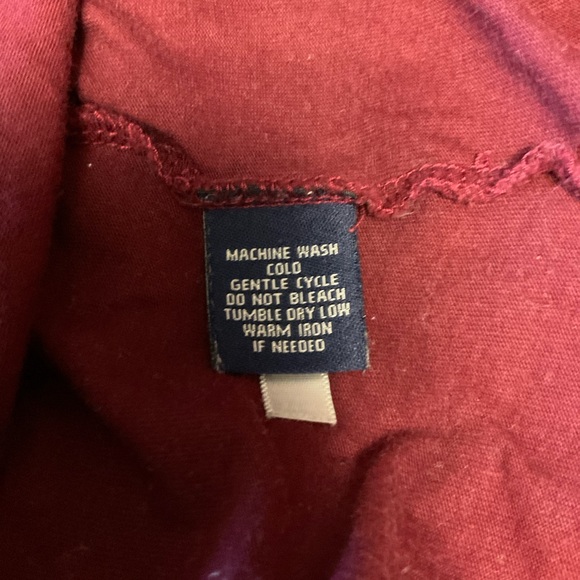 MACHINE WASH
COLD
GENTLE CYCLE
DO NOT BLEACH
TUMBLE DRY LOW
WARM IRON
IF NEEDED